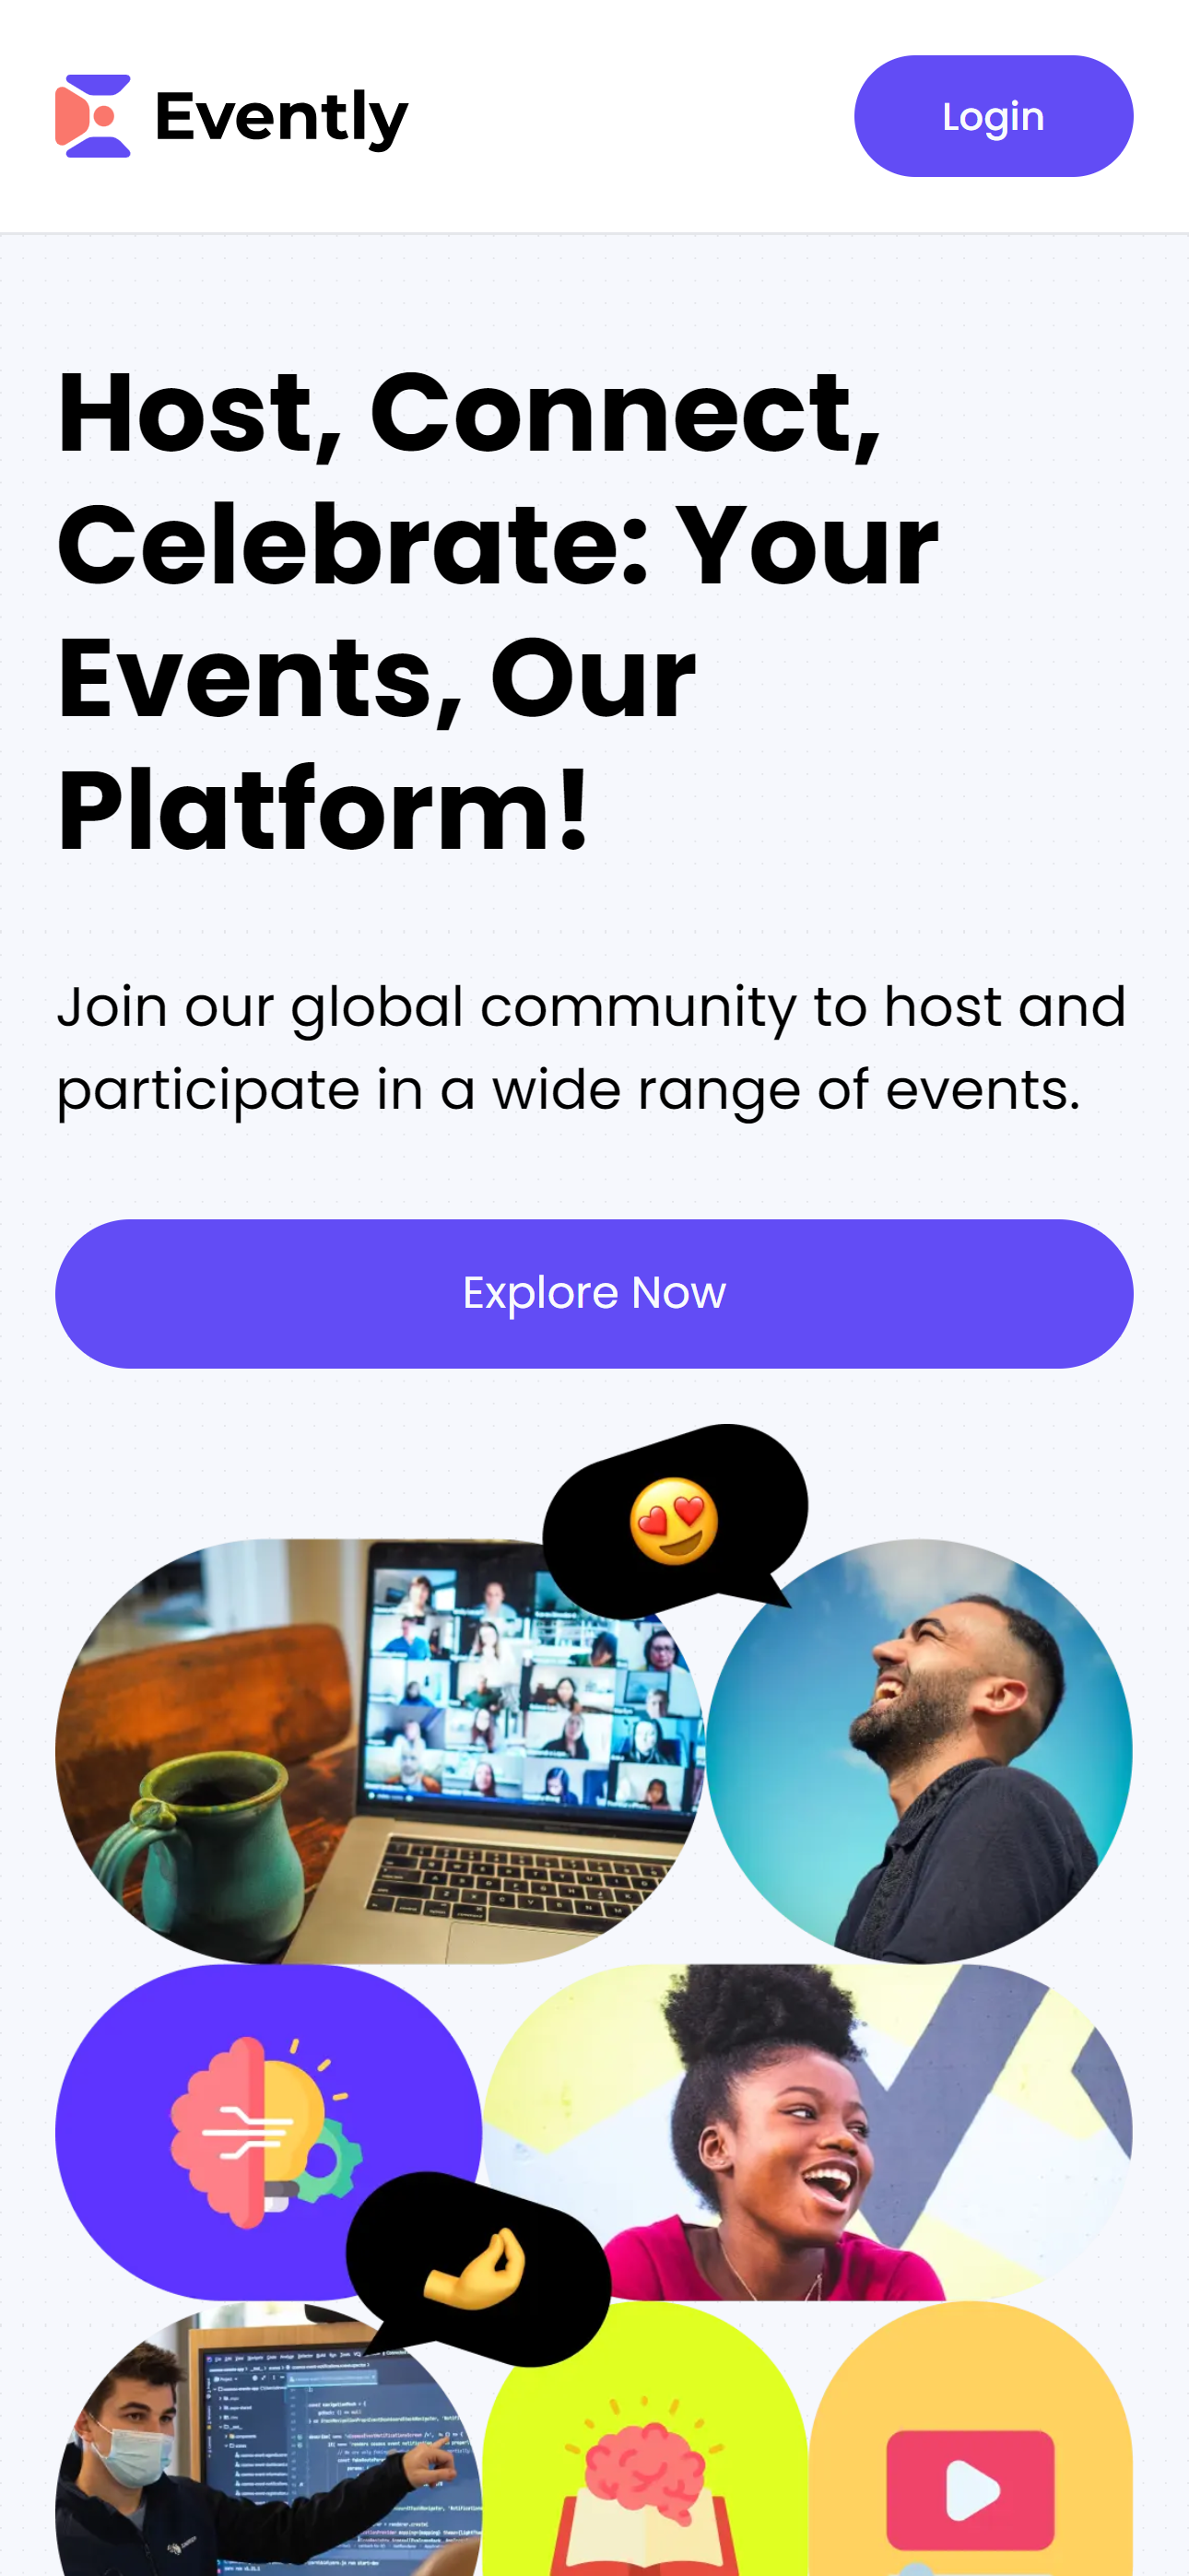 Evently
Login
Host, Connect,
Celebrate: Your
Events, Our
Platform!
Join our global community to host and
participate in a wide range of events.
Explore Now